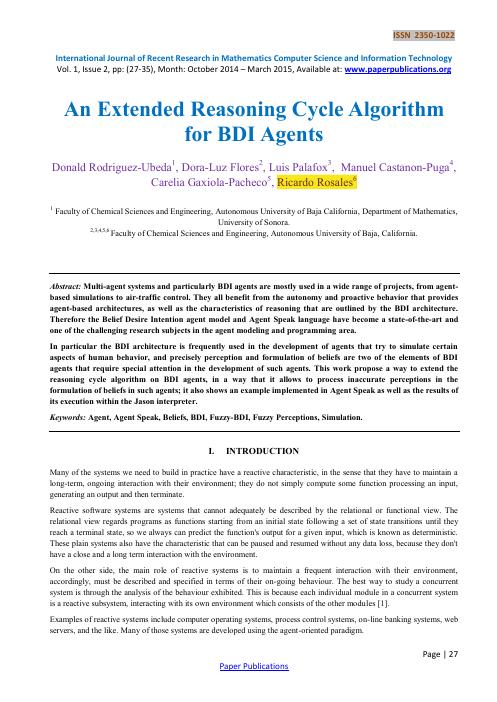 ISSN 2350-1022
International Journal of Recent Research in Mathematics Computer Science and Information Technology
Vol. 1, Issue 2, pp: (27-35), Month: October 2014 – March 2015, Available at: www.paperpublications.org
An Extended Reasoning Cycle Algorithm
for BDI Agents
Donald Rodriguez-Ubeda1, Dora-Luz Flores2, Luis Palafox3, Manuel Castanon-Puga4,
Carelia Gaxiola-Pacheco5, Ricardo Rosales6
1 Faculty of Chemical Sciences and Engineering, Autonomous University of Baja California, Department of Mathematics,
University of Sonora.
2,3,4,5,6 Faculty of Chemical Sciences and Engineering, Autonomous University of Baja, California.
Abstract: Multi-agent systems and particularly BDI agents are mostly used in a wide range of projects, from agent-
based simulations to air-traffic control. They all benefit from the autonomy and proactive behavior that provides
agent-based architectures, as well as the characteristics of reasoning that are outlined by the BDI architecture.
Therefore the Belief Desire Intention agent model and Agent Speak language have become a state-of-the-art and
one of the challenging research subjects in the agent modeling and programming area.
In particular the BDI architecture is frequently used in the development of agents that try to simulate certain
aspects of human behavior, and precisely perception and formulation of beliefs are two of the elements of BDI
agents that require special attention in the development of such agents. This work propose a way to extend the
reasoning cycle algorithm on BDI agents, in a way that it allows to process inaccurate perceptions in the
formulation of beliefs in such agents; it also shows an example implemented in Agent Speak as well as the results of
its execution within the Jason interpreter.
Keywords: Agent, Agent Speak, Beliefs, BDI, Fuzzy-BDI, Fuzzy Perceptions, Simulation.
I. INTRODUCTION
Many of the systems we need to build in practice have a reactive characteristic, in the sense that they have to maintain a
long-term, ongoing interaction with their environment; they do not simply compute some function processing an input,
generating an output and then terminate.
Reactive software systems are systems that cannot adequately be described by the relational or functional view. The
relational view regards programs as functions starting from an initial state following a set of state transitions until they
reach a terminal state, so we always can predict the function's output for a given input, which is known as deterministic.
These plain systems also have the characteristic that can be paused and resumed without any data loss, because they don't
have a close and a long term interaction with the environment.
On the other side, the main role of reactive systems is to maintain a frequent interaction with their environment,
accordingly, must be described and specified in terms of their on-going behaviour. The best way to study a concurrent
system is through the analysis of the behaviour exhibited. This is because each individual module in a concurrent system
is a reactive subsystem, interacting with its own environment which consists of the other modules [1].
Examples of reactive systems include computer operating systems, process control systems, on-line banking systems, web
servers, and the like. Many of those systems are developed using the agent-oriented paradigm.
Page | 27
Paper Publications